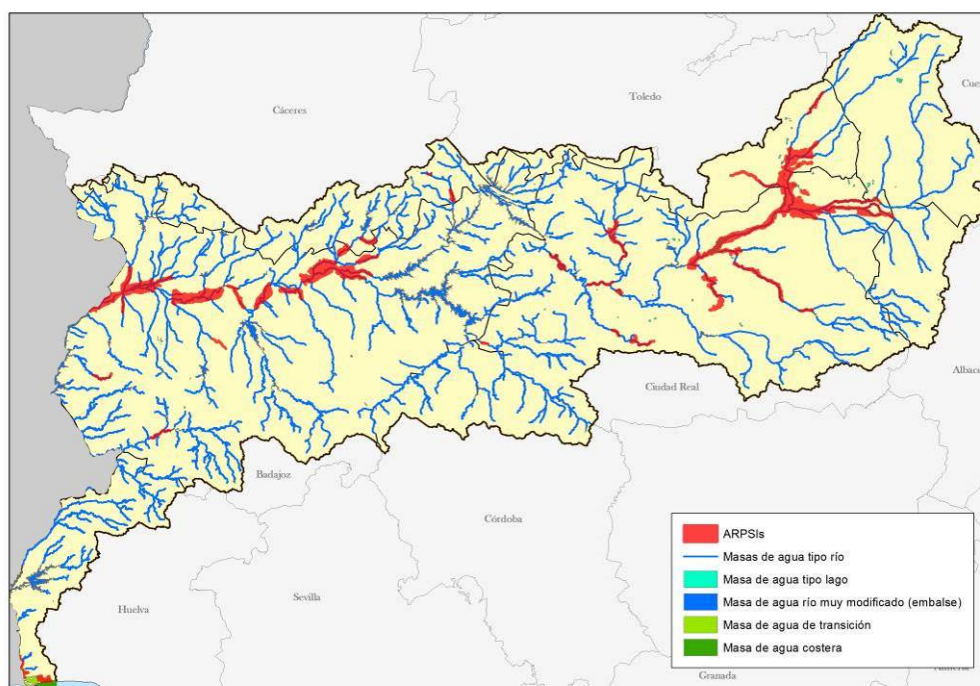 Cáceres
Toledo
Ciudad Real
Badajoz
Córdoba
Huelva
Sevilla
Granada
ARPSIs
Masas de agua tipo río
Masa de agua tipo lago
Masa de agua río muy modificado (embalse)
Masa de agua de transición
Masa de agua costera